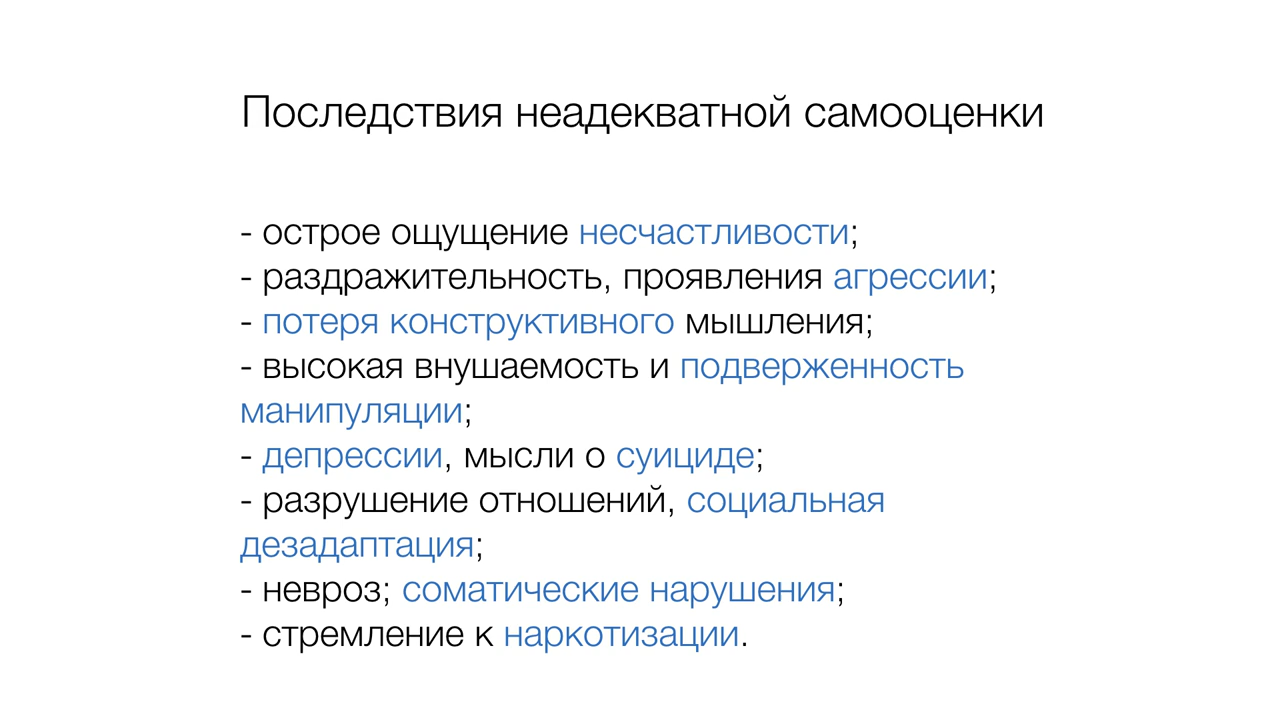 Последствия неадекватной самооценки
- острое ощущение несчастливости;
- раздражительность, проявления агрессии;
- потеря конструктивного мышления;
- высокая внушаемость и подверженность
манипуляции;
- депрессии, мысли о суициде;
- разрушение отношений, социальная
дезадаптация;
- невроз; соматические нарушения;
- стремление к наркотизации.